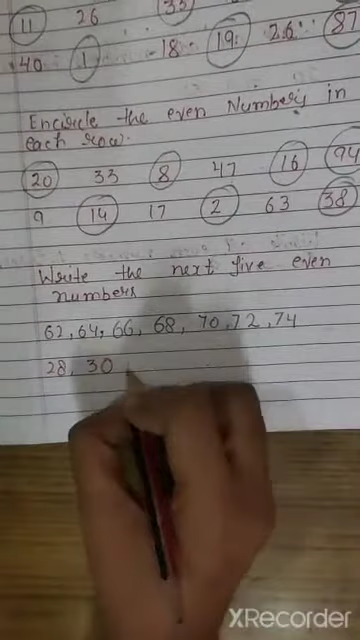 11 26 33
40 1 18 19 26 87
Encircle the even Numbers in
each row.
20 33 8 47 16 94
9 14 17 2 63 38
Write the next five even
numbers
62, 64, 66, 68, 70, 72, 74
28, 30
XRecorder